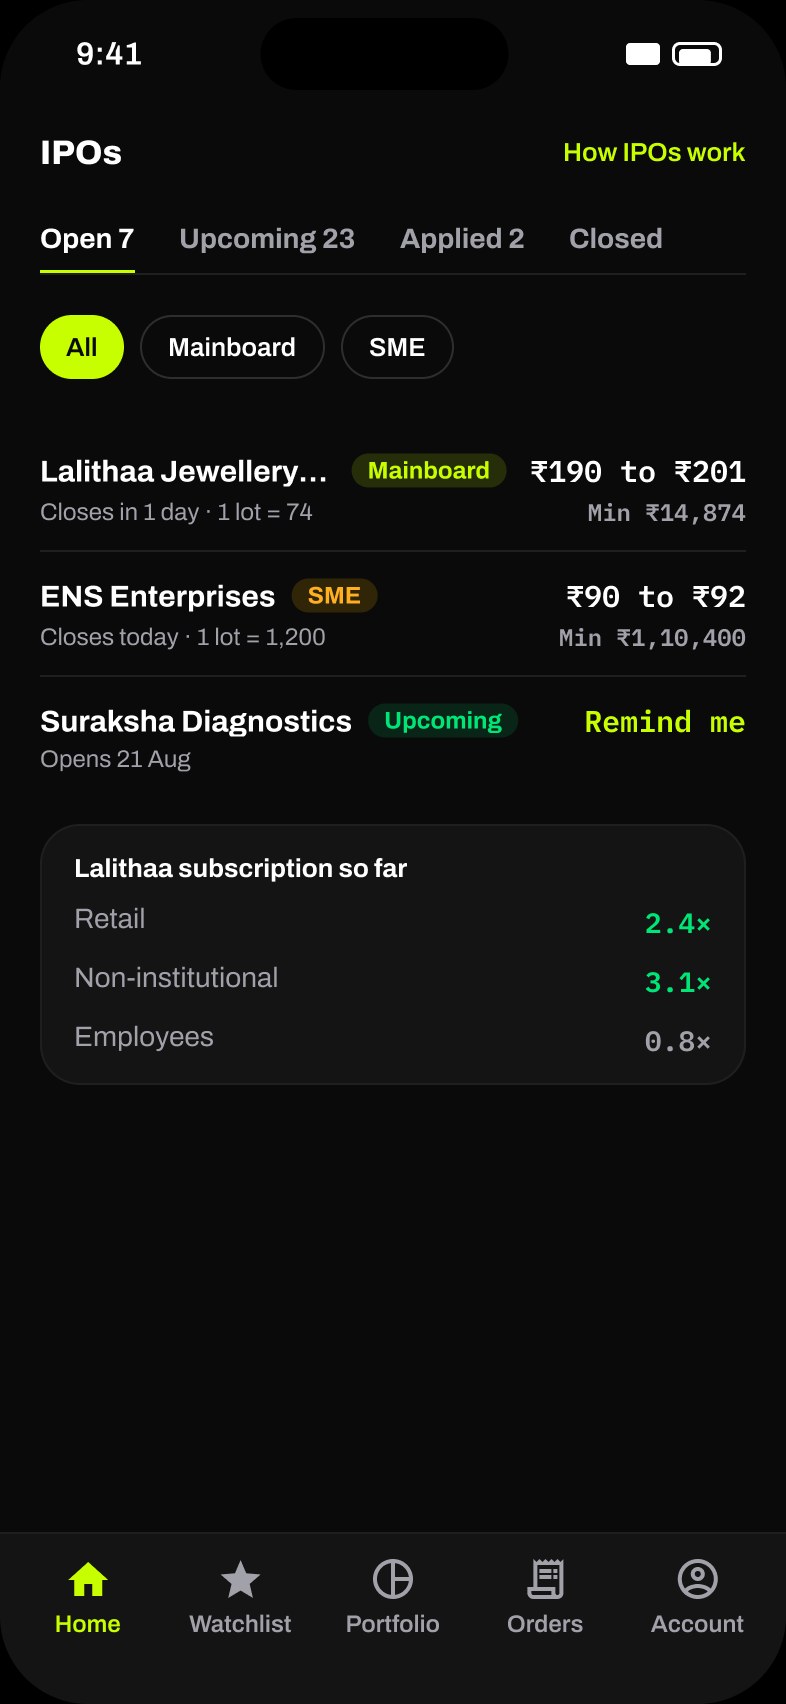 9:41
IPOs
How IPOs work
Open 7 Upcoming 23 Applied 2 Closed
All Mainboard SME
Lalithaa Jewellery... Mainboard ₹190 to ₹201
Closes in 1 day · 1 lot = 74 Min ₹14,874
ENS Enterprises SME ₹90 to ₹92
Closes today · 1 lot = 1,200 Min ₹1,10,400
Suraksha Diagnostics Upcoming Remind me
Opens 21 Aug
Lalithaa subscription so far
Retail 2.4×
Non-institutional 3.1×
Employees 0.8×
Home Watchlist Portfolio Orders Account